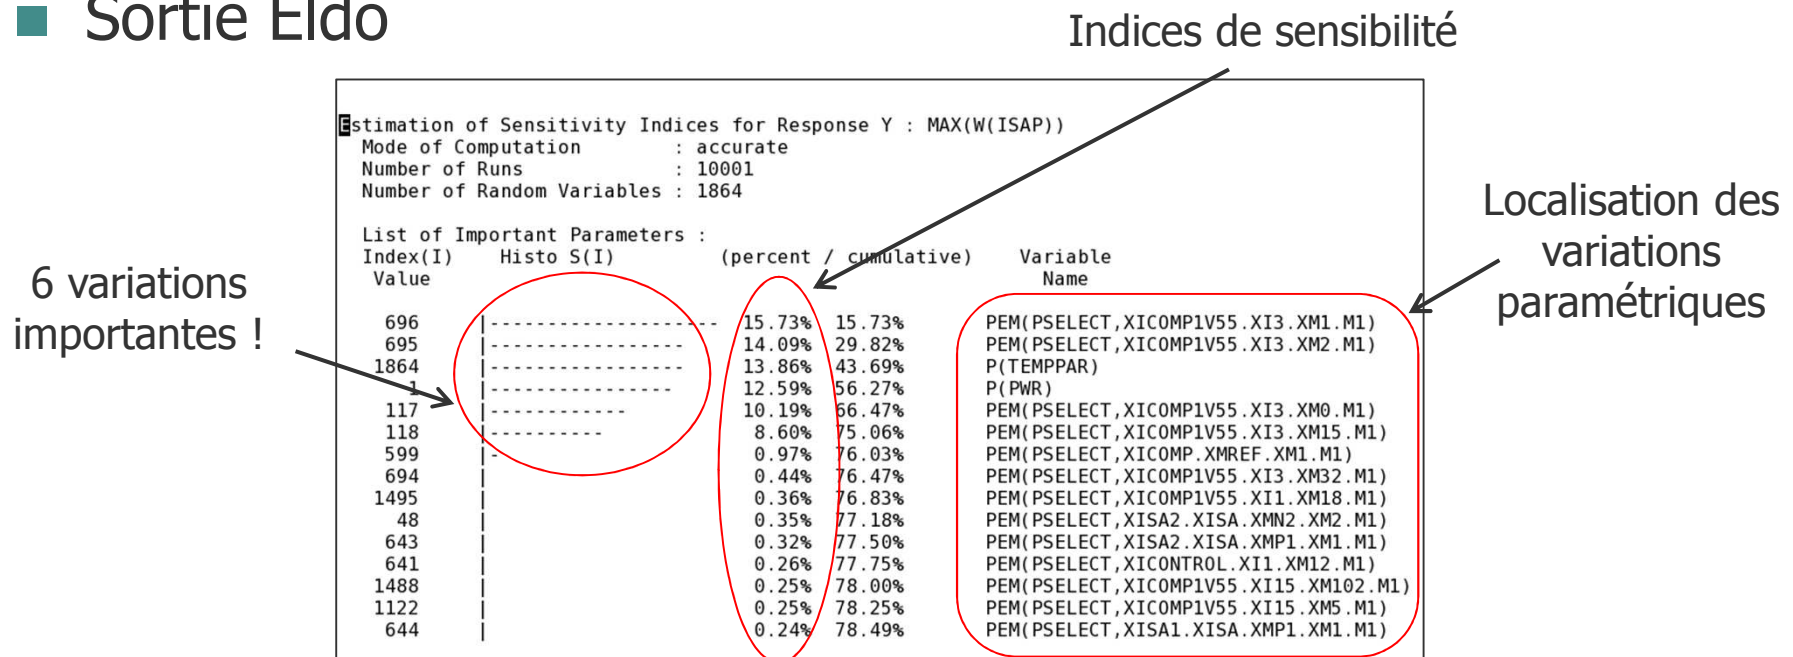 Sortie Eldo
Indices de sensibilité
Estimation of Sensitivity Indices for Response Y : MAX(W(ISAP))
Mode of Computation : accurate
Number of Runs : 10001
Number of Random Variables : 1864
List of Important Parameters :
Index(I) Histo S(I) (percent / cumulative) Variable
Value Name
696 |-------------------- 15.73% 15.73% PEM(PSELECT,XICOMP1V55.XI3.XM1.M1)
695 |----------------- 14.09% 29.82% PEM(PSELECT,XICOMP1V55.XI3.XM2.M1)
1864 |----------------- 13.86% 43.69% P(TEMPPAR)
1 |---------------- 12.59% 56.27% P(PWR)
117 |------------ 10.19% 66.47% PEM(PSELECT,XICOMP1V55.XI3.XM0.M1)
118 |---------- 8.60% 75.06% PEM(PSELECT,XICOMP1V55.XI3.XM15.M1)
599 |- 0.97% 76.03% PEM(PSELECT,XICOMP.XMREF.XM1.M1)
694 | 0.44% 76.47% PEM(PSELECT,XICOMP1V55.XI3.XM32.M1)
1495 | 0.36% 76.83% PEM(PSELECT,XICOMP1V55.XI1.XM18.M1)
48 | 0.35% 77.18% PEM(PSELECT,XISA2.XISA.XMN2.XM2.M1)
643 | 0.32% 77.50% PEM(PSELECT,XISA2.XISA.XMP1.XM1.M1)
641 | 0.26% 77.75% PEM(PSELECT,XICONTROL.XI1.XM12.M1)
1488 | 0.25% 78.00% PEM(PSELECT,XICOMP1V55.XI15.XM102.M1)
1122 | 0.25% 78.25% PEM(PSELECT,XICOMP1V55.XI15.XM5.M1)
644 | 0.24% 78.49% PEM(PSELECT,XISA1.XISA.XMP1.XM1.M1)
6 variations
importantes !
Localisation des
variations
paramétriques